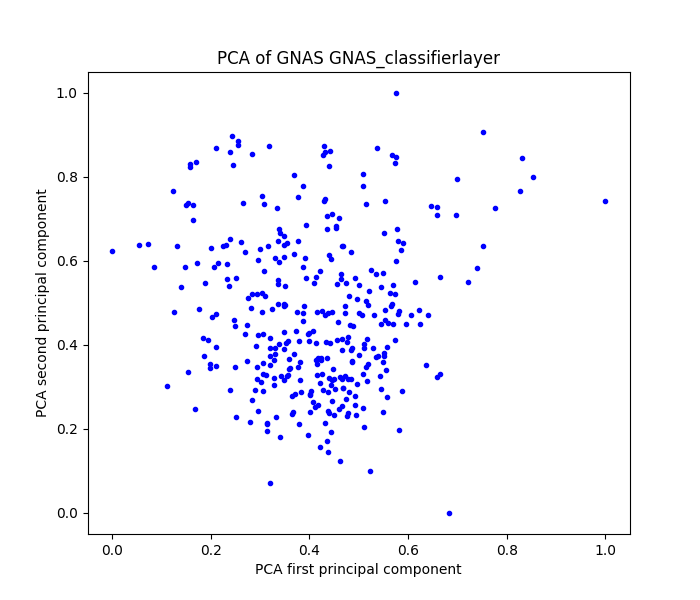 PCA of GNAS GNAS_classifierlayer
1.0
0.8
0.6
0.4
0.2
0.0
PCA second principal component
0.0 0.2 0.4 0.6 0.8 1.0
PCA first principal component